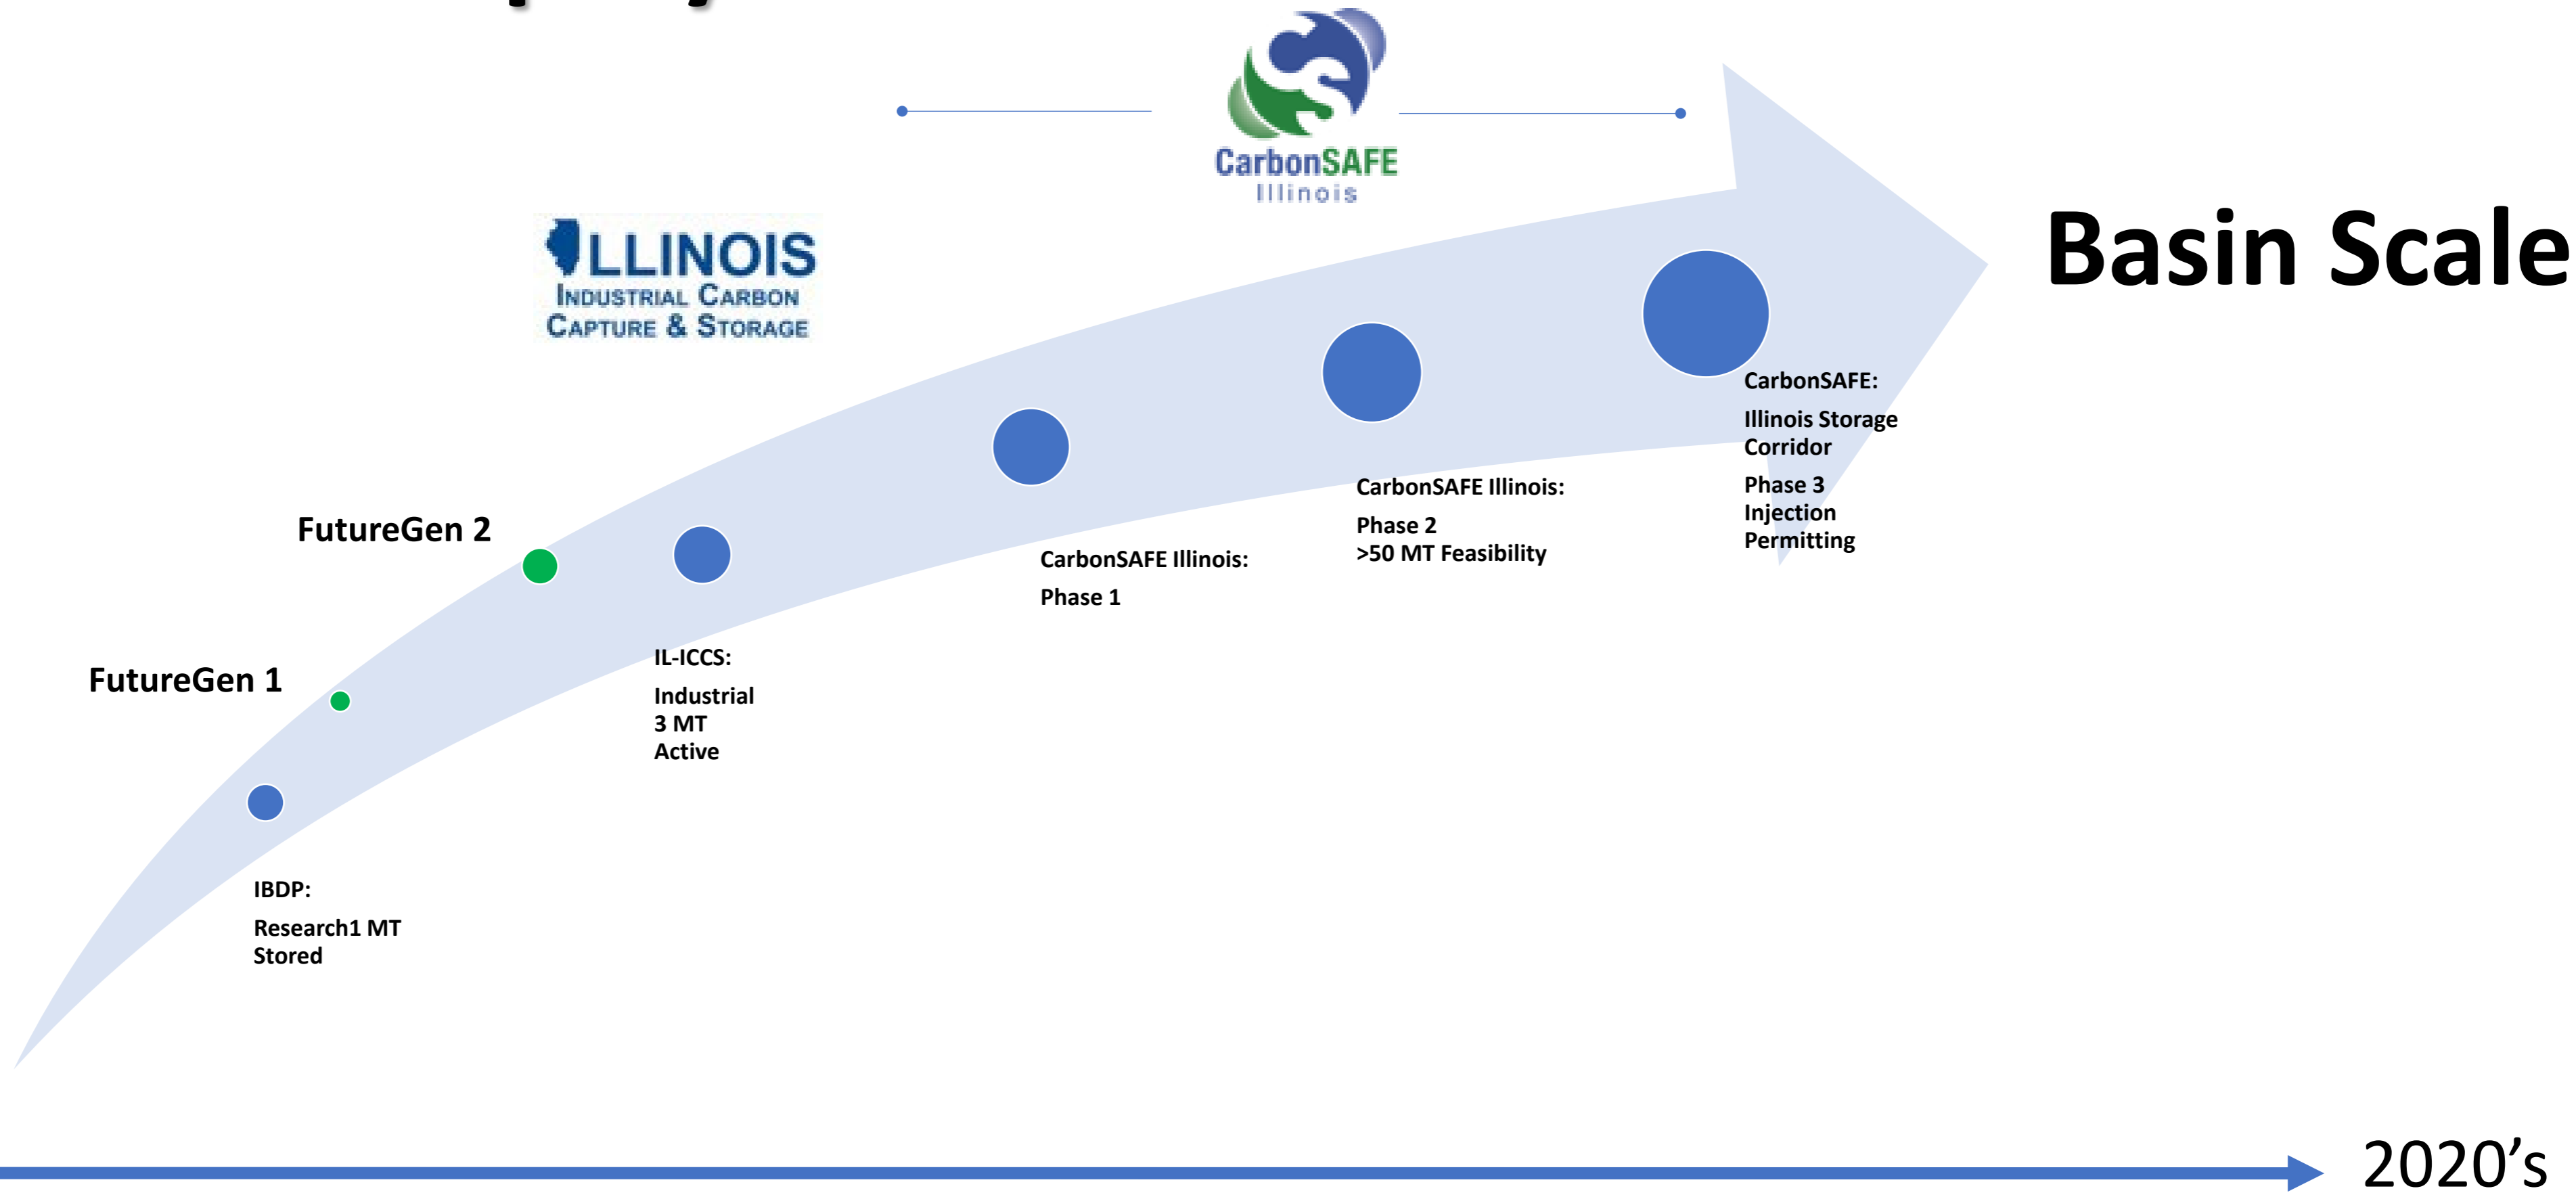 CarbonSAFE
Illinois
ILLINOIS
INDUSTRIAL CARBON
CAPTURE & STORAGE
Basin Scale
CarbonSAFE:
Illinois Storage
Corridor
Phase 3
Injection
Permitting
CarbonSAFE Illinois:
Phase 2
>50 MT Feasibility
CarbonSAFE Illinois:
Phase 1
FutureGen 2
IL-ICCS:
Industrial
3 MT
Active
FutureGen 1
IBDP:
Research1 MT
Stored
2020’s